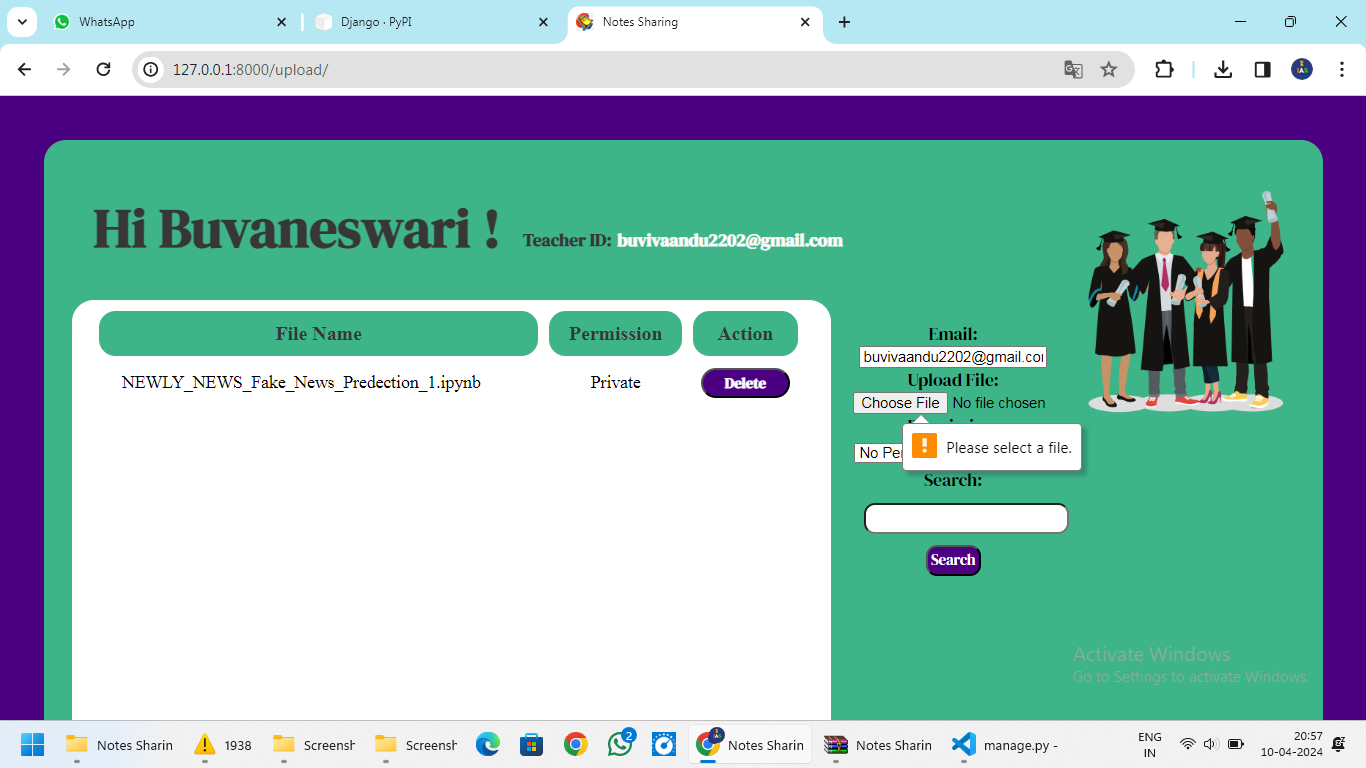 WhatsApp
Django · PyPI
Notes Sharing
127.0.0.1:8000/upload/
Hi Buvaneswari !
Teacher ID: buvivaandu2202@gmail.com
File Name Permission Action
NEWLY_NEWS_Fake_News_Predection_1.ipynb Private Delete
Email:
buvivaandu2202@gmail.co
Upload File:
Choose File No file chosen
No Per
Please select a file.
Search:
Search
Activate Windows
Go to Settings to activate Windows.
Notes Sharin
1938
Screensh
Screensh
2
Notes Sharin
Notes Sharin
manage.py -
ENG
IN
20:57
10-04-2024